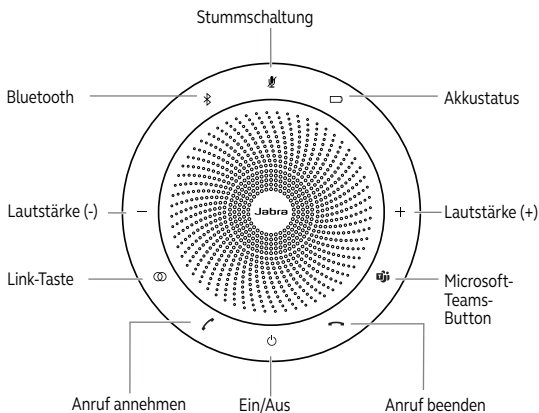 Stummschaltung
Bluetooth
Akkustatus
Lautstärke (-)
Jabra
Lautstärke (+)
Link-Taste
Microsoft-
Teams-
Button
Anruf annehmen
Ein/Aus
Anruf beenden